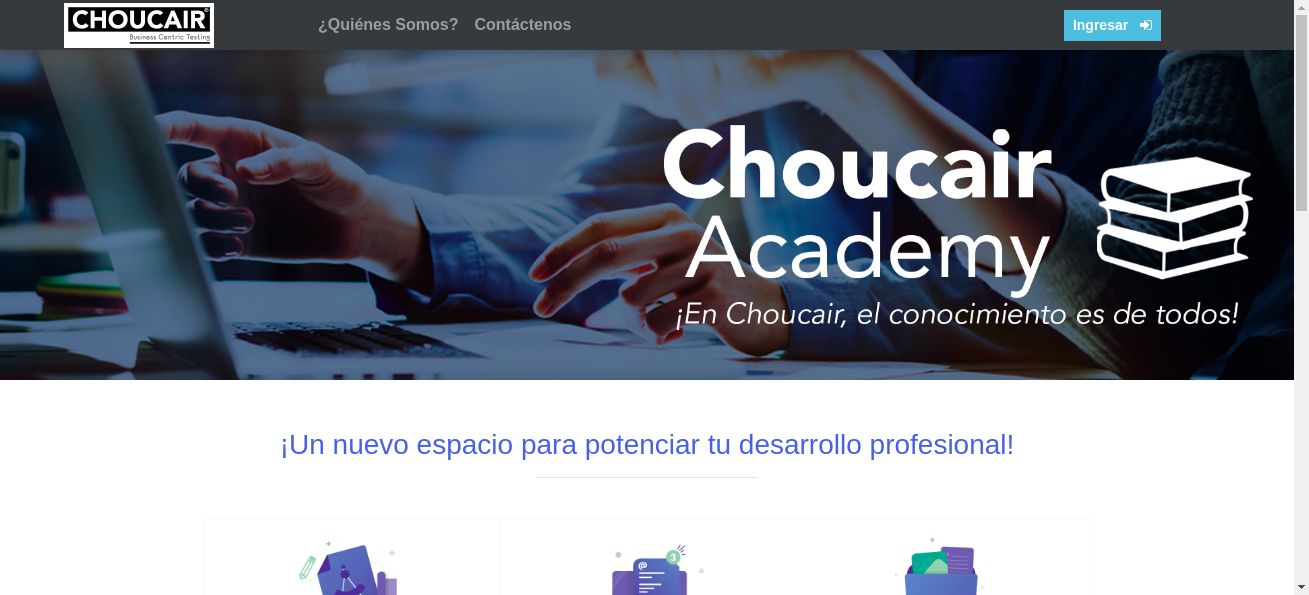 CHOUCAIR®
Business Centric Testing
¿Quiénes Somos?
Contáctenos
Ingresar
Choucair
Academy
¡En Choucair, el conocimiento es de todos!
¡Un nuevo espacio para potenciar tu desarrollo profesional!
@
3